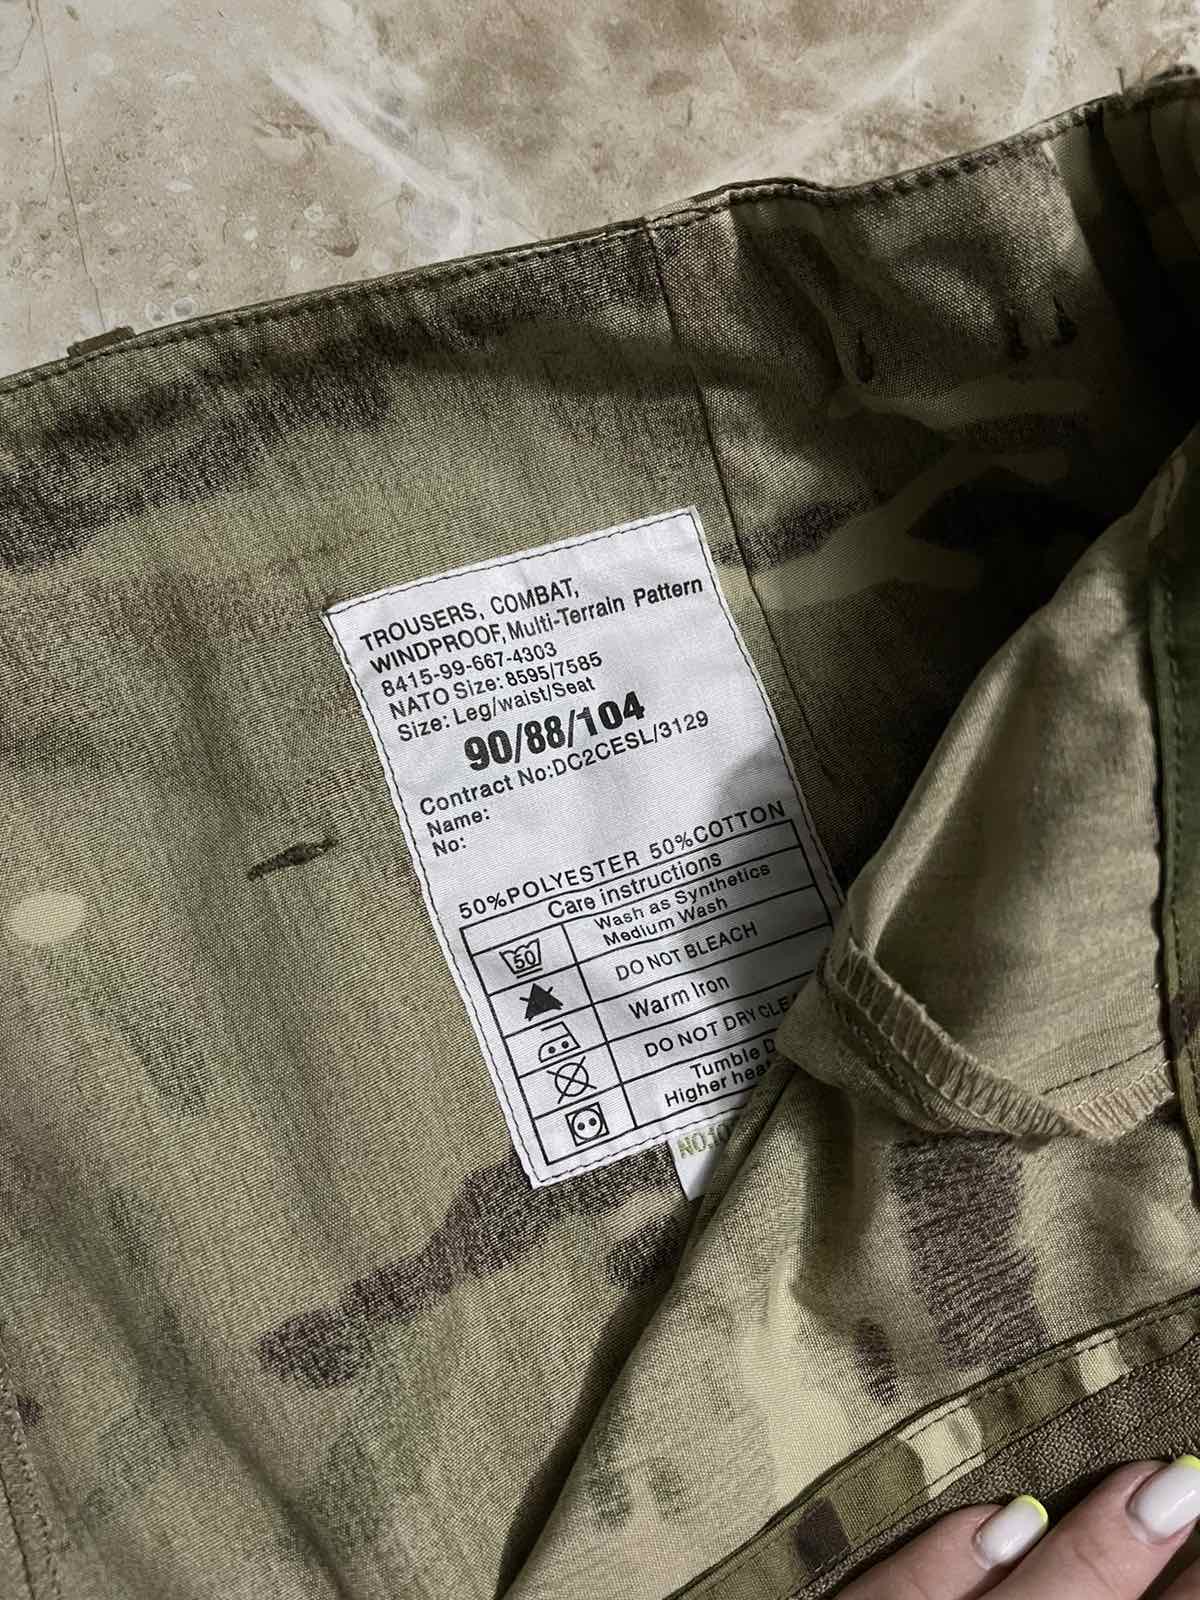 TROUSERS, COMBAT,
WINDPROOF, Multi-Terrain Pattern
8415-99-667-4303
NATO Size: 8595/7585
Size: Leg/waist/Seat
90/88/104
Contract No:DC2CESL/3129
Name:
No:
50%POLYESTER 50%COTTON
Care instructions
50
Wash as Synthetics
Medium Wash
DO NOT BLEACH
Warm Iron
DO NOT DRY
Tumble
Higher